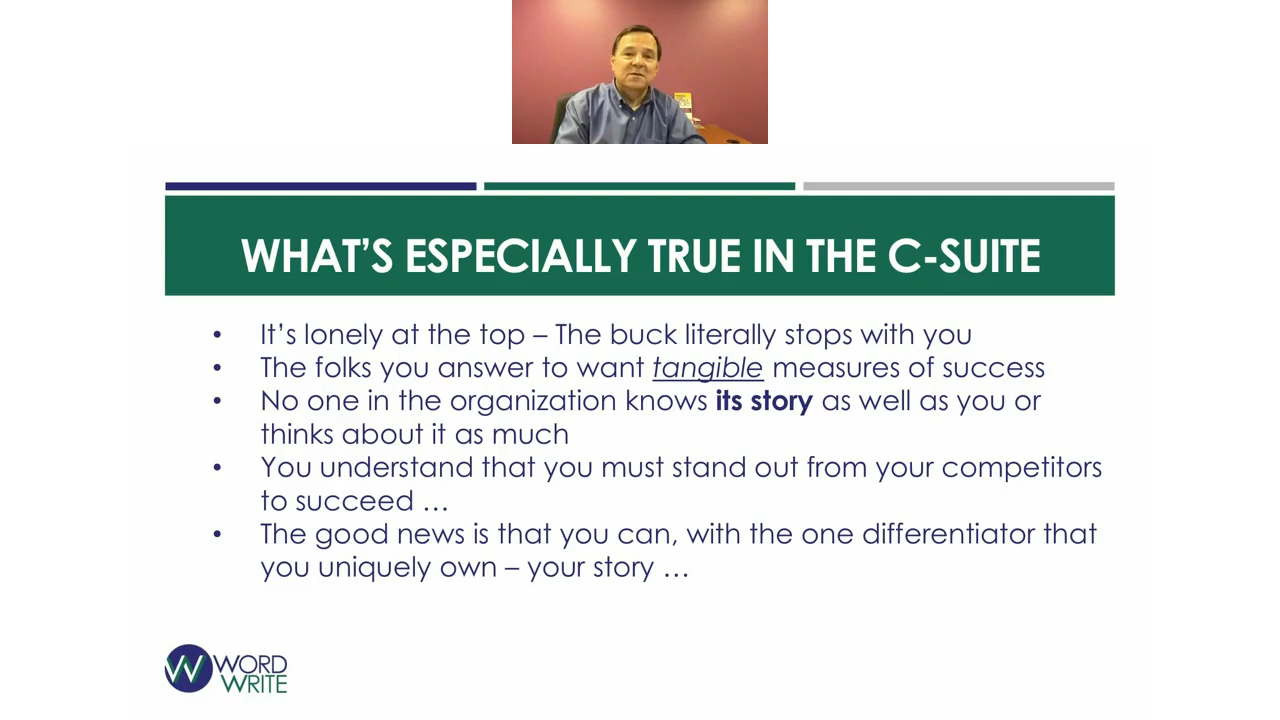 WHAT'S ESPECIALLY TRUE IN THE C-SUITE
• It's lonely at the top – The buck literally stops with you
• The folks you answer to want tangible measures of success
• No one in the organization knows its story as well as you or
thinks about it as much
• You understand that you must stand out from your competitors
to succeed …
• The good news is that you can, with the one differentiator that
you uniquely own – your story …
W WORD
WRITE